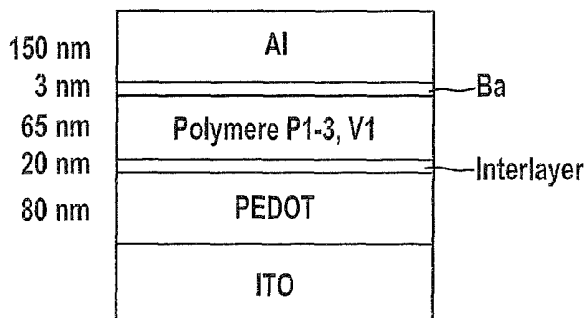 150 nm
Al
3 nm
Ba
65 nm
Polymere P1-3, V1
20 nm
Interlayer
80 nm
PEDOT
ITO